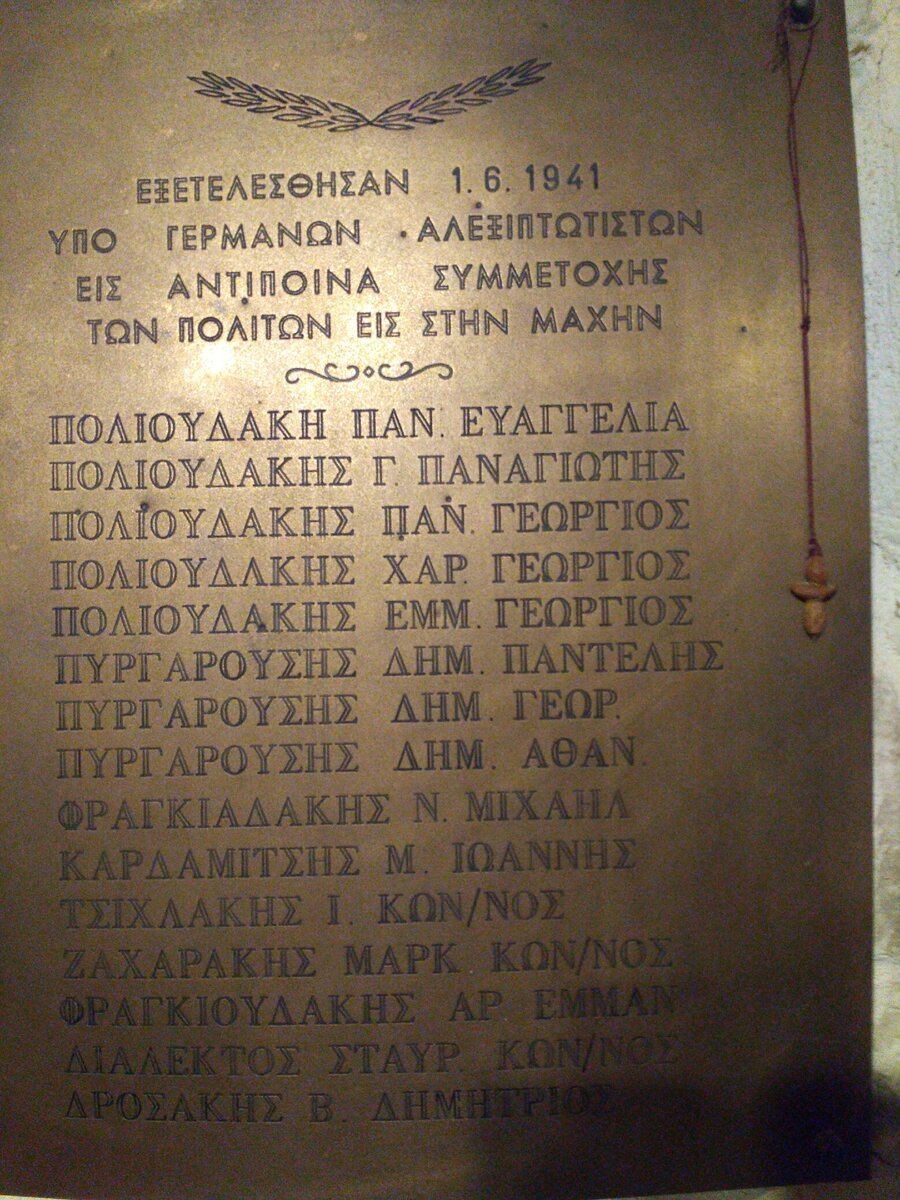 ΕΞΕΤΕΛΕΣΘΗΣΑΝ 1.6.1941
ΥΠΟ ΓΕΡΜΑΝΩΝ ΑΛΕΞΙΠΤΩΤΙΣΤΩΝ
ΕΙΣ ΑΝΤΙΠΟΙΝΑ ΣΥΜΜΕΤΟΧΗΣ
ΤΩΝ ΠΟΛΙΤΩΝ ΕΙΣ ΣΤΗΝ ΜΑΧΗΝ
ΠΟΛΙΟΥΔΑΚΗ ΠΑΝ. ΕΥΑΓΓΕΛΙΑ
ΠΟΛΙΟΥΔΑΚΗΣ Γ. ΠΑΝΑΓΙΩΤΗΣ
ΠΟΛΙΟΥΔΑΚΗΣ ΠΑΝ. ΓΕΩΡΓΙΟΣ
ΠΟΛΙΟΥΔΑΚΗΣ ΧΑΡ. ΓΕΩΡΓΙΟΣ
ΠΟΛΙΟΥΔΑΚΗΣ ΕΜΜ. ΓΕΩΡΓΙΟΣ
ΠΥΡΓΑΡΟΥΣΗΣ ΔΗΜ. ΠΑΝΤΕΛΗΣ
ΠΥΡΓΑΡΟΥΣΗΣ ΔΗΜ. ΓΕΩΡ.
ΠΥΡΓΑΡΟΥΣΗΣ ΔΗΜ. ΑΘΑΝ.
ΦΡΑΓΚΙΑΔΑΚΗΣ Ν. ΜΙΧΑΗΛ
ΚΑΡΔΑΜΙΤΣΗΣ Μ. ΙΩΑΝΝΗΣ
ΤΣΙΧΛΑΚΗΣ Ι. ΚΩΝ/ΝΟΣ
ΖΑΧΑΡΑΚΗΣ ΜΑΡΚ ΚΩΝ/ΝΟΣ
ΦΡΑΓΚΙΟΥΔΑΚΗΣ ΑΡ. ΕΜΜΑΝ
ΔΙΑΛΕΚΤΟΣ ΣΤΑΥΡ. ΚΩΝ/ΝΟΣ
ΔΡΟΣΑΚΗΣ Β. ΔΗΜΗΤΡΙΟΣ